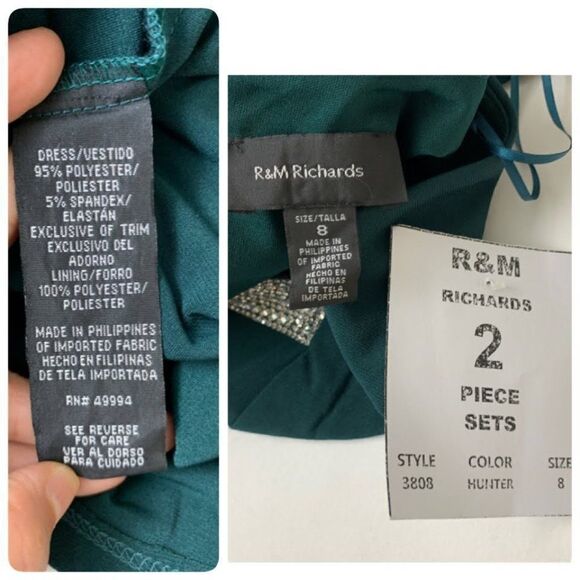 DRESS/VESTIDO
95% POLYESTER/
POLIESTER
5% SPANDEX/
ELASTÁN
EXCLUSIVE OF TRIM
EXCLUSIVO DEL
ADORNO
LINING/FORRO
100% POLYESTER/
POLIESTER
MADE IN PHILIPPINES
OF IMPORTED FABRIC
HECHO EN FILIPINAS
DE TELA IMPORTADA
RN# 49994
SEE REVERSE
FOR CARE
VER AL DORSO
PARA CUIDADO
R&M Richards
SIZE/TALLA
8
MADE IN
PHILIPPINES
OF IMPORTED
FABRIC
HECHO EN
FILIPINAS
DE TELA
IMPORTADA
R&M
RICHARDS
2
PIECE
SETS
STYLE COLOR SIZE
3808 HUNTER 8